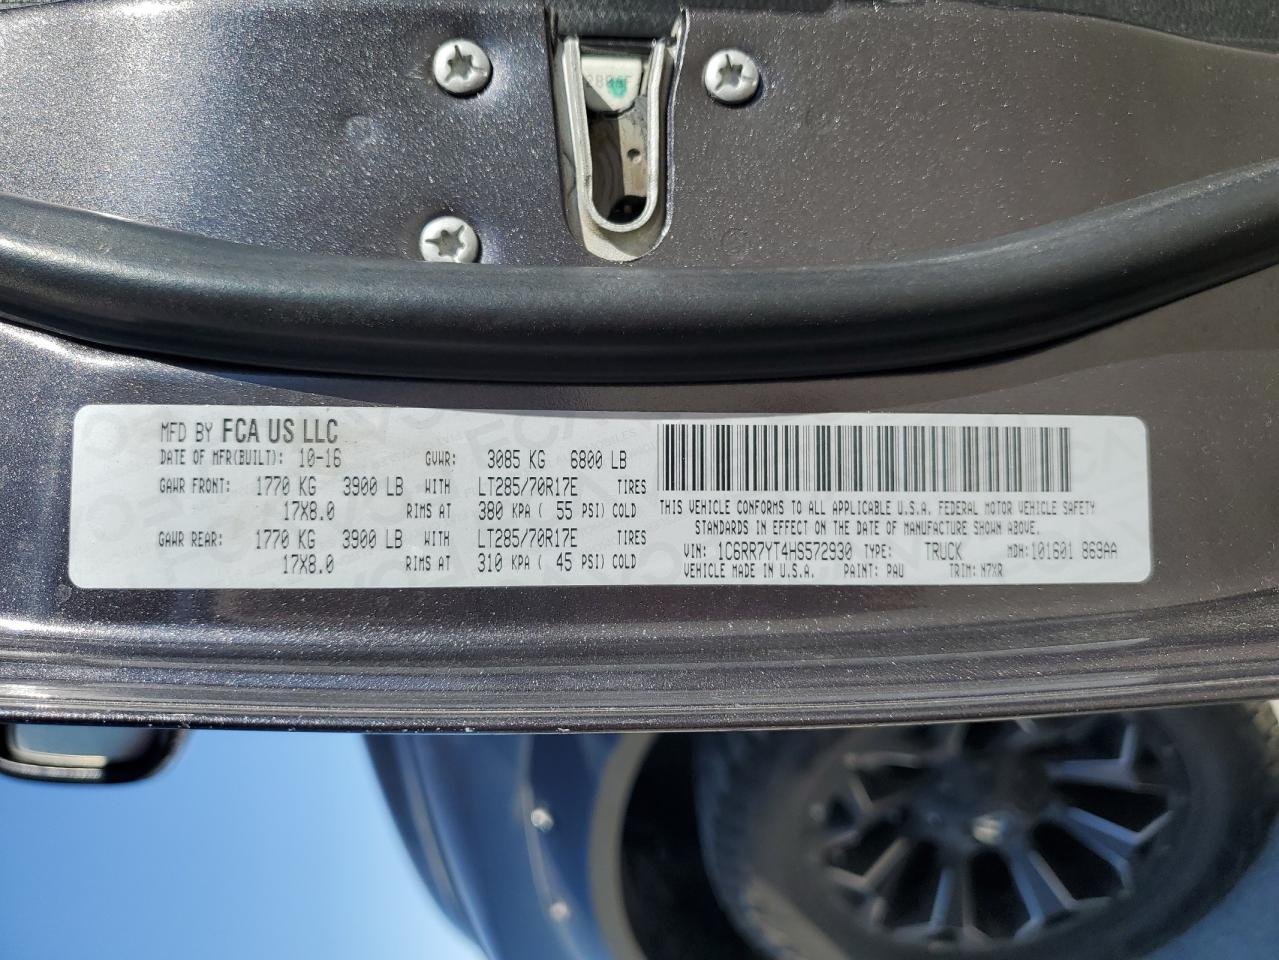 MFD BY FCA US LLC
DATE OF MFR(BUILT): 10-16 GVWR: 3085 KG 6800 LB
GAWR FRONT: 1770 KG 3900 LB WITH LT285/70R17E TIRES
17X8.0 RIMS AT 380 KPA ( 55 PSI) COLD
GAWR REAR: 1770 KG 3900 LB WITH LT285/70R17E TIRES
17X8.0 RIMS AT 310 KPA ( 45 PSI) COLD
THIS VEHICLE CONFORMS TO ALL APPLICABLE U.S.A. FEDERAL MOTOR VEHICLE SAFETY
STANDARDS IN EFFECT ON THE DATE OF MANUFACTURE SHOWN ABOVE.
VIN: 1C6RR7YT4HS572930 TYPE: TRUCK MDH: 101601 869AA
VEHICLE MADE IN U.S.A. PAINT: PAU TRIM: N7XR